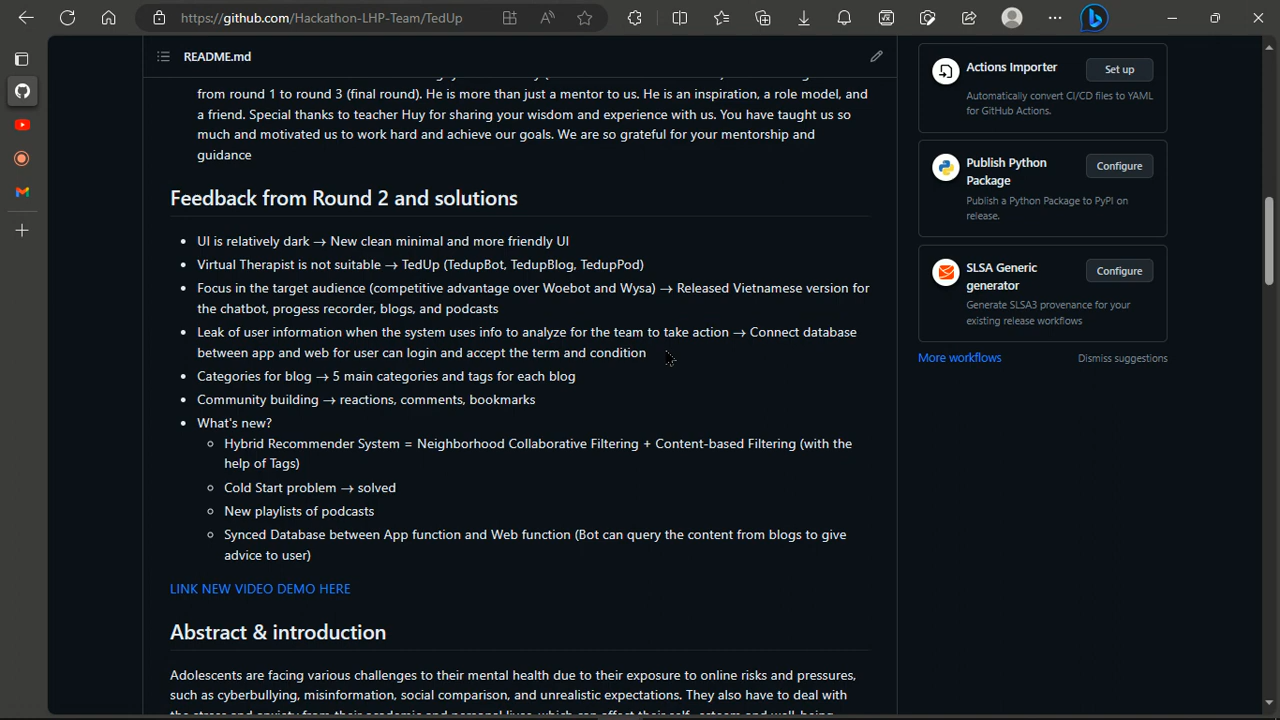 https://github.com/Hackathon-LHP-Team/TedUp
README.md
from round 1 to round 3 (final round). He is more than just a mentor to us. He is an inspiration, a role model, and
a friend. Special thanks to teacher Huy for sharing your wisdom and experience with us. You have taught us so
much and motivated us to work hard and achieve our goals. We are so grateful for your mentorship and
guidance
Feedback from Round 2 and solutions
UI is relatively dark → New clean minimal and more friendly UI
Virtual Therapist is not suitable → TedUp (TedupBot, TedupBlog, TedupPod)
Focus in the target audience (competitive advantage over Woebot and Wysa) → Released Vietnamese version for
the chatbot, progess recorder, blogs, and podcasts
Leak of user information when the system uses info to analyze for the team to take action → Connect database
between app and web for user can login and accept the term and condition
Categories for blog → 5 main categories and tags for each blog
Community building → reactions, comments, bookmarks
What's new?
Hybrid Recommender System = Neighborhood Collaborative Filtering + Content-based Filtering (with the
help of Tags)
Cold Start problem → solved
New playlists of podcasts
Synced Database between App function and Web function (Bot can query the content from blogs to give
advice to user)
LINK NEW VIDEO DEMO HERE
Abstract & introduction
Adolescents are facing various challenges to their mental health due to their exposure to online risks and pressures,
such as cyberbullying, misinformation, social comparison, and unrealistic expectations. They also have to deal with
Actions Importer
Set up
Automatically convert CI/CD files to YAML
for GitHub Actions.
Publish Python
Package
Configure
Publish a Python Package to PyPI on
release.
SLSA Generic
generator
Configure
Generate SLSA3 provenance for your
existing release workflows
More workflows
Dismiss suggestions